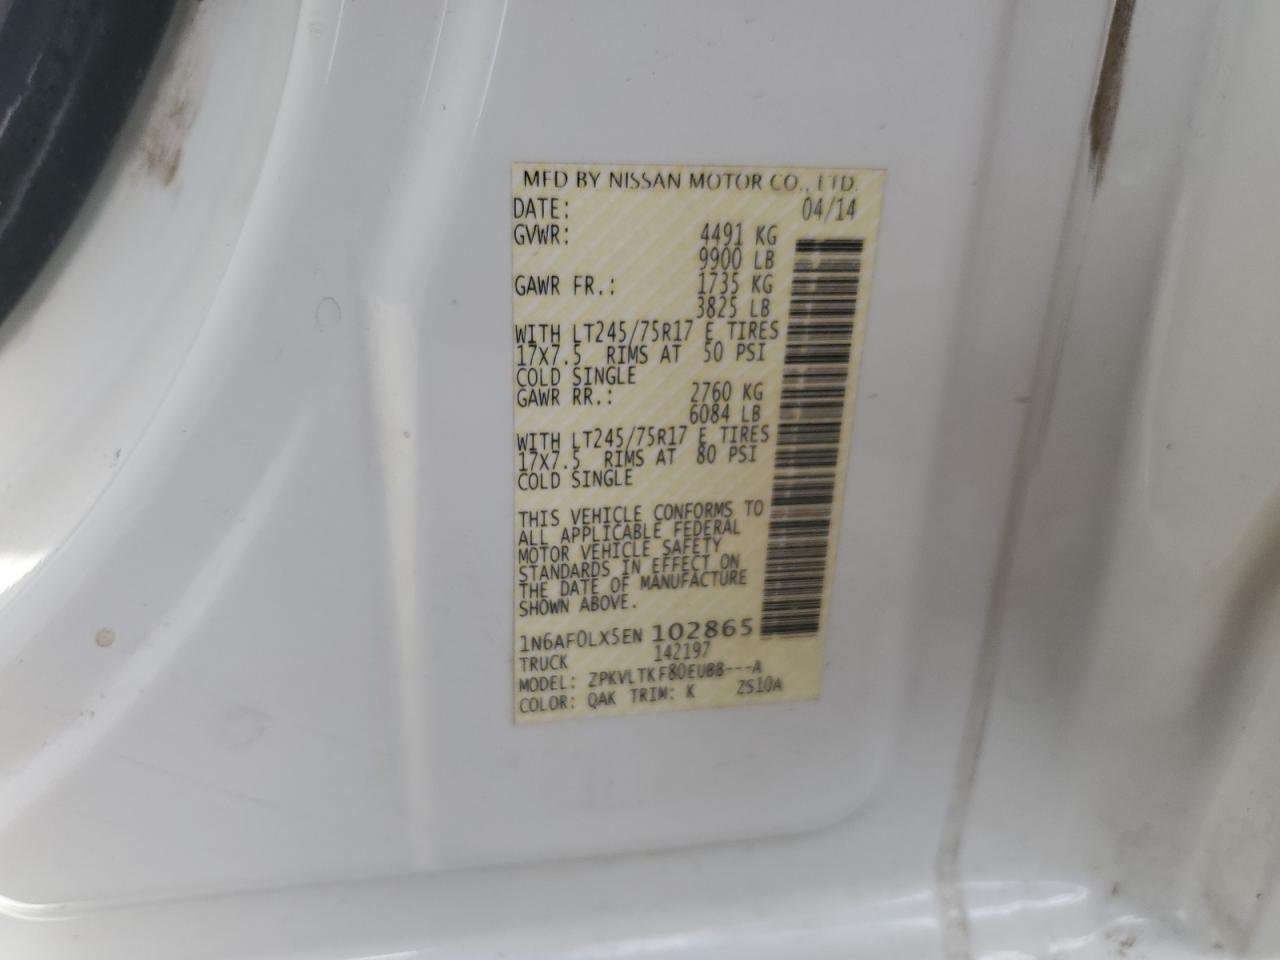 MFD BY NISSAN MOTOR CO., LTD.
DATE: 04/14
GVWR: 4491 KG
9900 LB
GAWR FR.: 1735 KG
3825 LB
WITH LT245/75R17 E TIRES
17X7.5 RIMS AT 50 PSI
COLD SINGLE
GAWR RR.: 2760 KG
6084 LB
WITH LT245/75R17 E TIRES
17X7.5 RIMS AT 80 PSI
COLD SINGLE
THIS VEHICLE CONFORMS TO
ALL APPLICABLE FEDERAL
MOTOR VEHICLE SAFETY
STANDARDS IN EFFECT ON
THE DATE OF MANUFACTURE
SHOWN ABOVE.
1N6AF0LX5EN 102865
TRUCK 142197
MODEL: ZPKVLTKF80EUBB---A
COLOR: QAK TRIM: K ZS10A